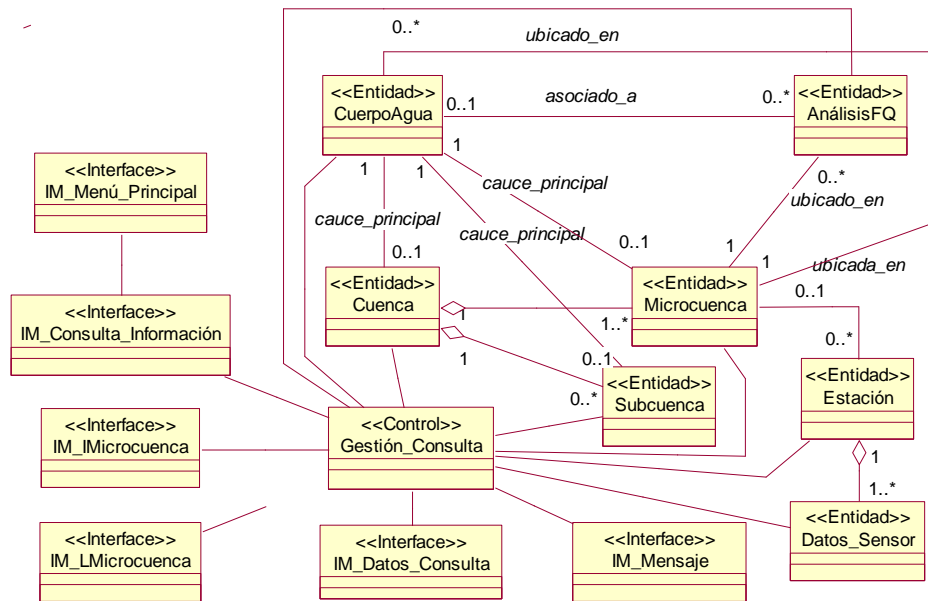 0..*
ubicado_en
<<Entidad>>
CuerpoAgua
0..1
asociado_a
0..*
<<Entidad>>
AnálisisFQ
1
1
1
<<Interface>>
IM_Menú_Principal
cauce_principal
0..*
ubicado_en
cauce_principal
cauce_principal
0..1
0..1
1
1
ubicada_en
<<Entidad>>
Cuenca
<<Entidad>>
Microcuenca
0..1
<<Interface>>
IM_Consulta_Información
1
1..*
0..*
1
0..1
<<Entidad>>
Subcuenca
<<Entidad>>
Estación
0..*
<<Control>>
Gestión_Consulta
<<Interface>>
IM_IMicrocuenca
1
1..*
<<Entidad>>
Datos_Sensor
<<Interface>>
IM_LMicrocuenca
<<Interface>>
IM_Datos_Consulta
<<Interface>>
IM_Mensaje